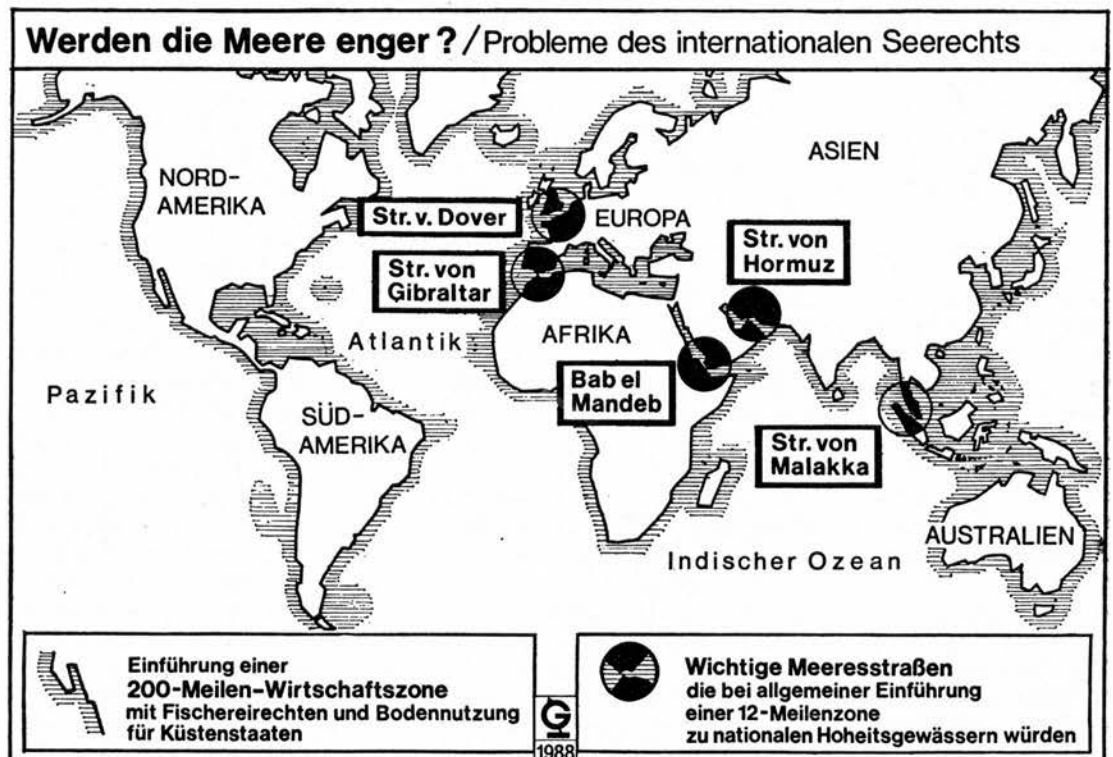 Werden die Meere enger?/Probleme des internationalen Seerechts
NORD-
AMERIKA
ASIEN
Str. v. Dover
EUROPA
Str. von
Hormuz
Str. von
Gibraltar
Atlantik
AFRIKA
Pazifik
Bab el
Mandeb
SÜD-
AMERIKA
Str. von
Malakka
AUSTRALIEN
Indischer Ozean
Einführung einer
200-Meilen-Wirtschaftszone
mit Fischereirechten und Bodennutzung
für Küstenstaaten
G
1988
Wichtige Meeresstraßen
die bei allgemeiner Einführung
einer 12-Meilenzone
zu nationalen Hoheitsgewässern würden